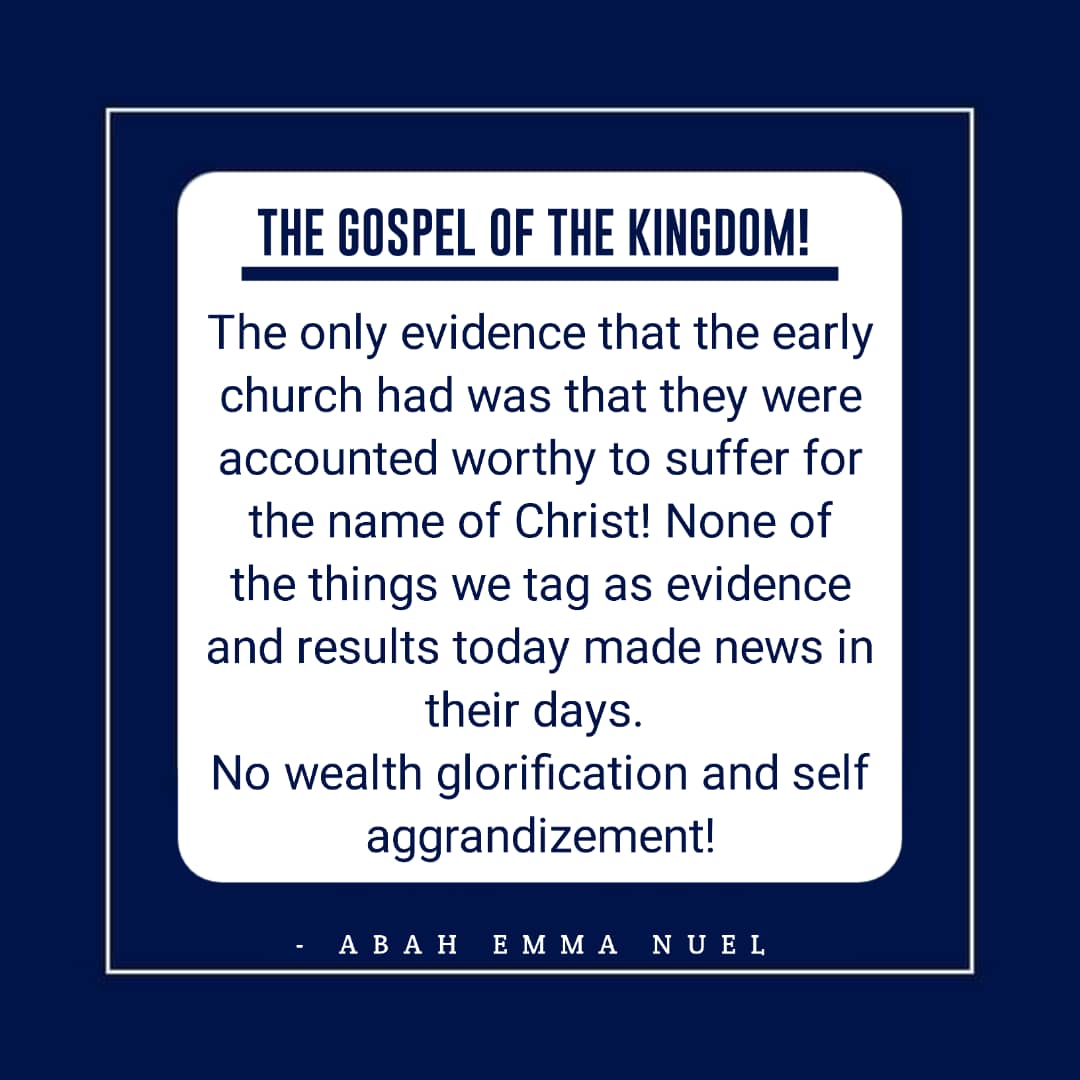 THE GOSPEL OF THE KINGDOM!
The only evidence that the early
church had was that they were
accounted worthy to suffer for
the name of Christ! None of
the things we tag as evidence
and results today made news in
their days.
No wealth glorification and self
aggrandizement!
- ABAH EMMA NUEL